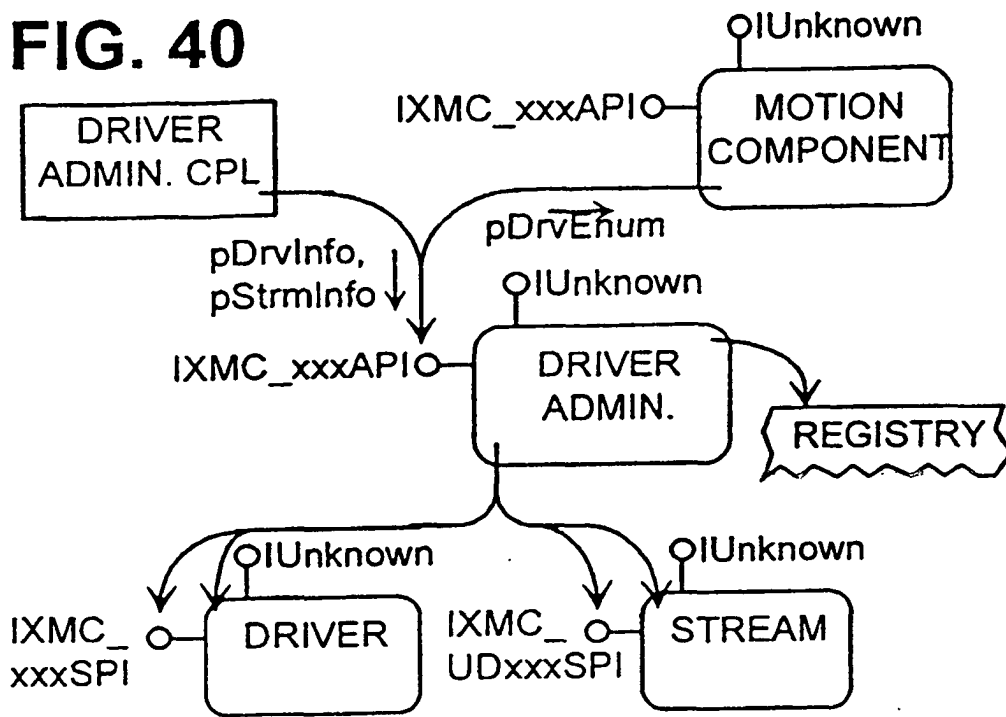 FIG. 40
IUnknown
DRIVER
ADMIN. CPL
IXMC_xxxAPI
MOTION
COMPONENT
pDrvEnum
pDrvInfo,
pStrmInfo
IUnknown
IXMC_xxxAPI
DRIVER
ADMIN.
REGISTRY
IUnknown
IXMC_
xxxSPI
DRIVER
IUnknown
IXMC_
UDxxxSPI
STREAM